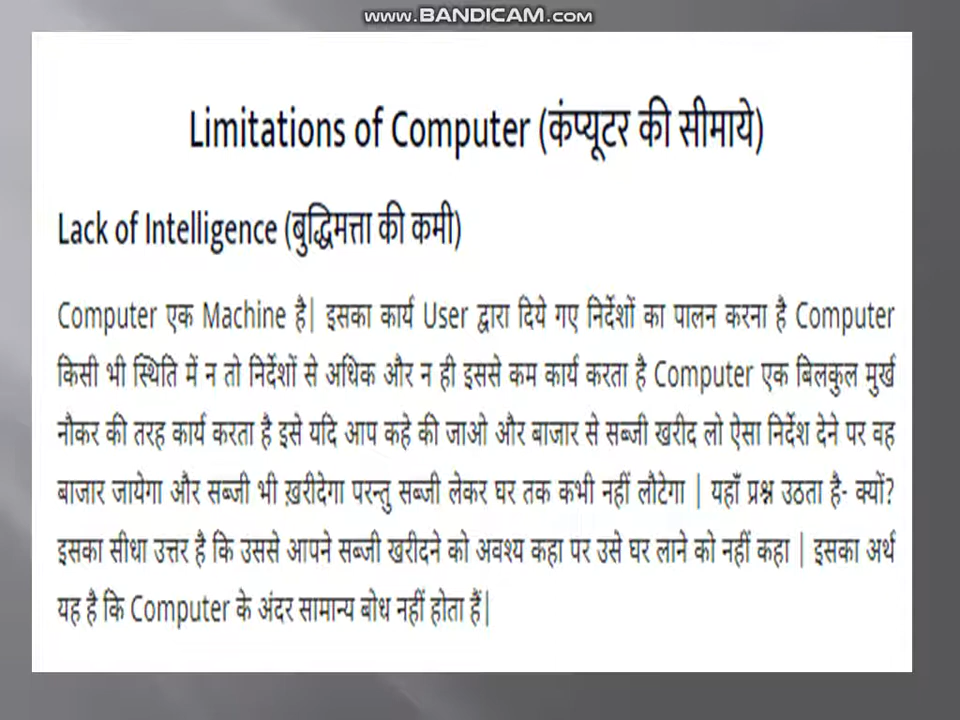 www.BANDICAM.com
Limitations of Computer (कंप्यूटर की सीमाये)
Lack of Intelligence (बुद्धिमत्ता की कमी)
Computer एक Machine है| इसका कार्य User द्वारा दिये गए निर्देशों का पालन करना है Computer
किसी भी स्थिति में न तो निर्देशों से अधिक और न ही इससे कम कार्य करता है Computer एक बिलकुल मुर्ख
नौकर की तरह कार्य करता है इसे यदि आप कहे की जाओ और बाजार से सब्जी खरीद लो ऐसा निर्देश देने पर वह
बाजार जायेगा और सब्जी भी ख़रीदेगा परन्तु सब्जी लेकर घर तक कभी नहीं लौटेगा | यहाँ प्रश्न उठता है- क्यों?
इसका सीधा उत्तर है कि उससे आपने सब्जी खरीदने को अवश्य कहा पर उसे घर लाने को नहीं कहा | इसका अर्थ
यह है कि Computer के अंदर सामान्य बोध नहीं होता हैं|